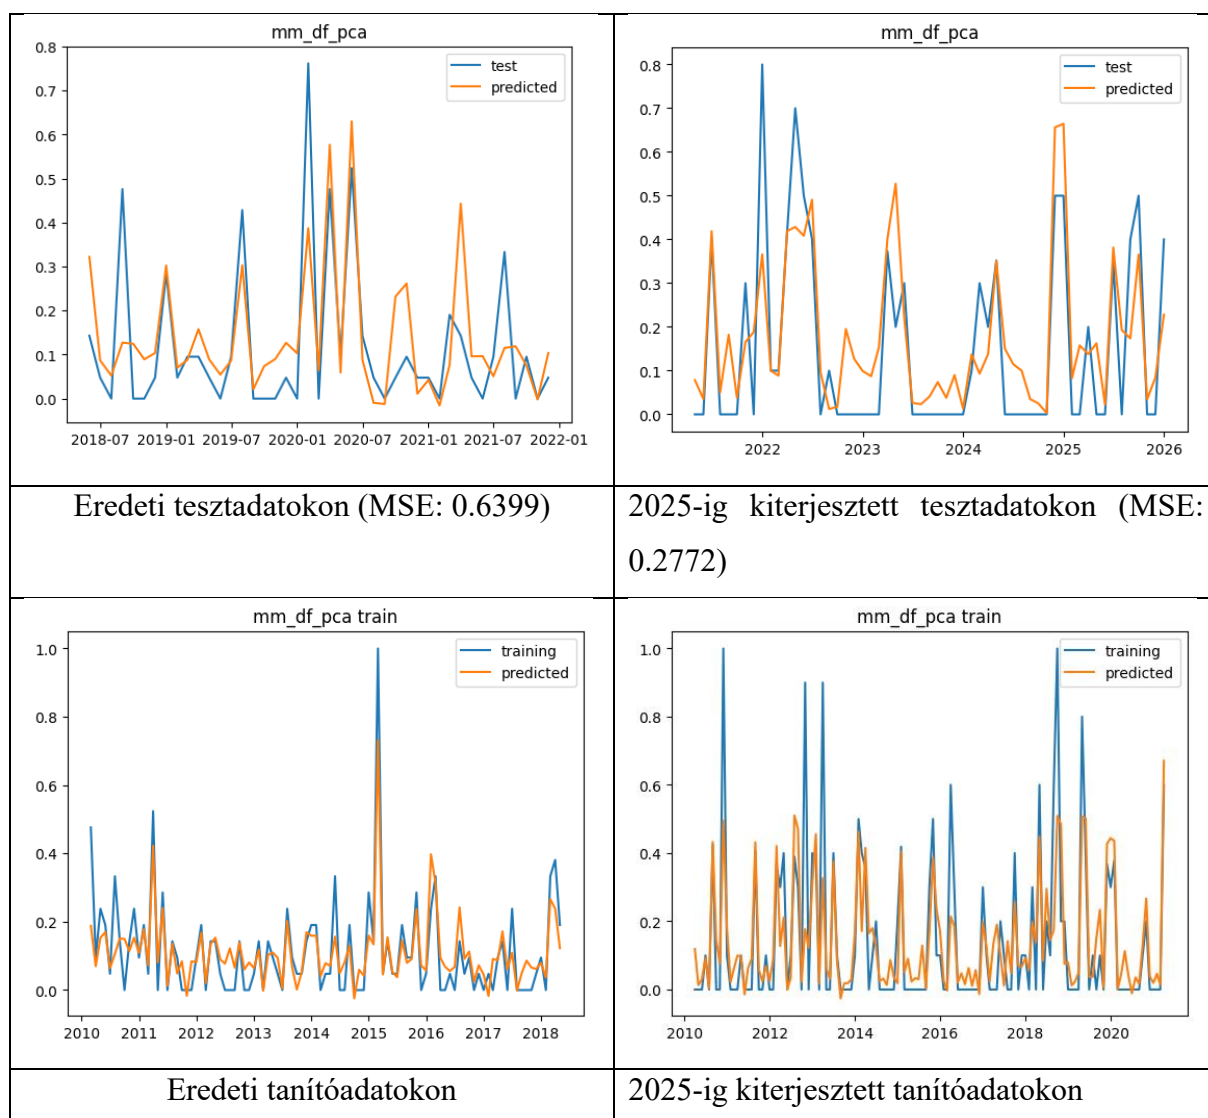 mm_df_pca
test
predicted
0.8
0.7
0.6
0.5
0.4
0.3
0.2
0.1
0.0
2018-07 2019-01 2019-07 2020-01 2020-07 2021-01 2021-07 2022-01
mm_df_pca
test
predicted
0.8
0.7
0.6
0.5
0.4
0.3
0.2
0.1
0.0
2022 2023 2024 2025 2026
Eredeti tesztadatokon (MSE: 0.6399)
2025-ig kiterjesztett tesztadatokon (MSE:
0.2772)
mm_df_pca train
training
predicted
1.0
0.8
0.6
0.4
0.2
0.0
2010 2011 2012 2013 2014 2015 2016 2017 2018
mm_df_pca train
training
predicted
1.0
0.8
0.6
0.4
0.2
0.0
2010 2012 2014 2016 2018 2020
Eredeti tanítóadatokon
2025-ig kiterjesztett tanítóadatokon